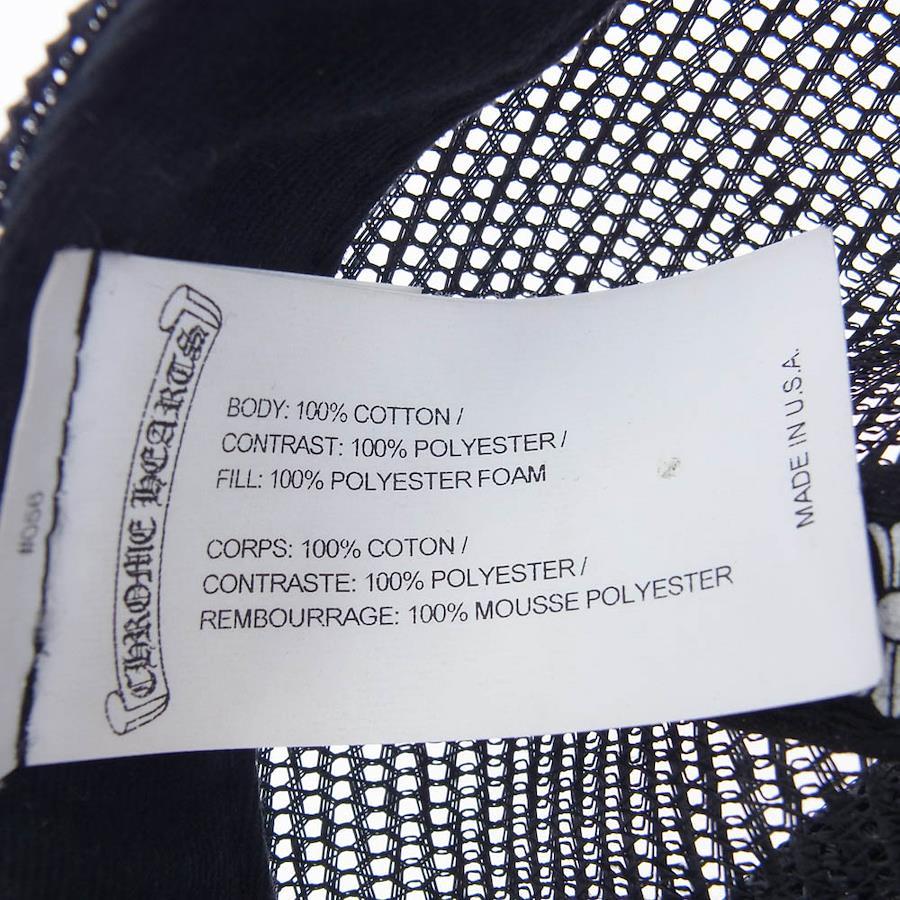 CHROME HEARTS
BODY: 100% COTTON /
CONTRAST: 100% POLYESTER /
FILL: 100% POLYESTER FOAM
CORPS: 100% COTON /
CONTRASTE: 100% POLYESTER /
REMBOURRAGE: 100% MOUSSE POLYESTER
MADE IN U.S.A.